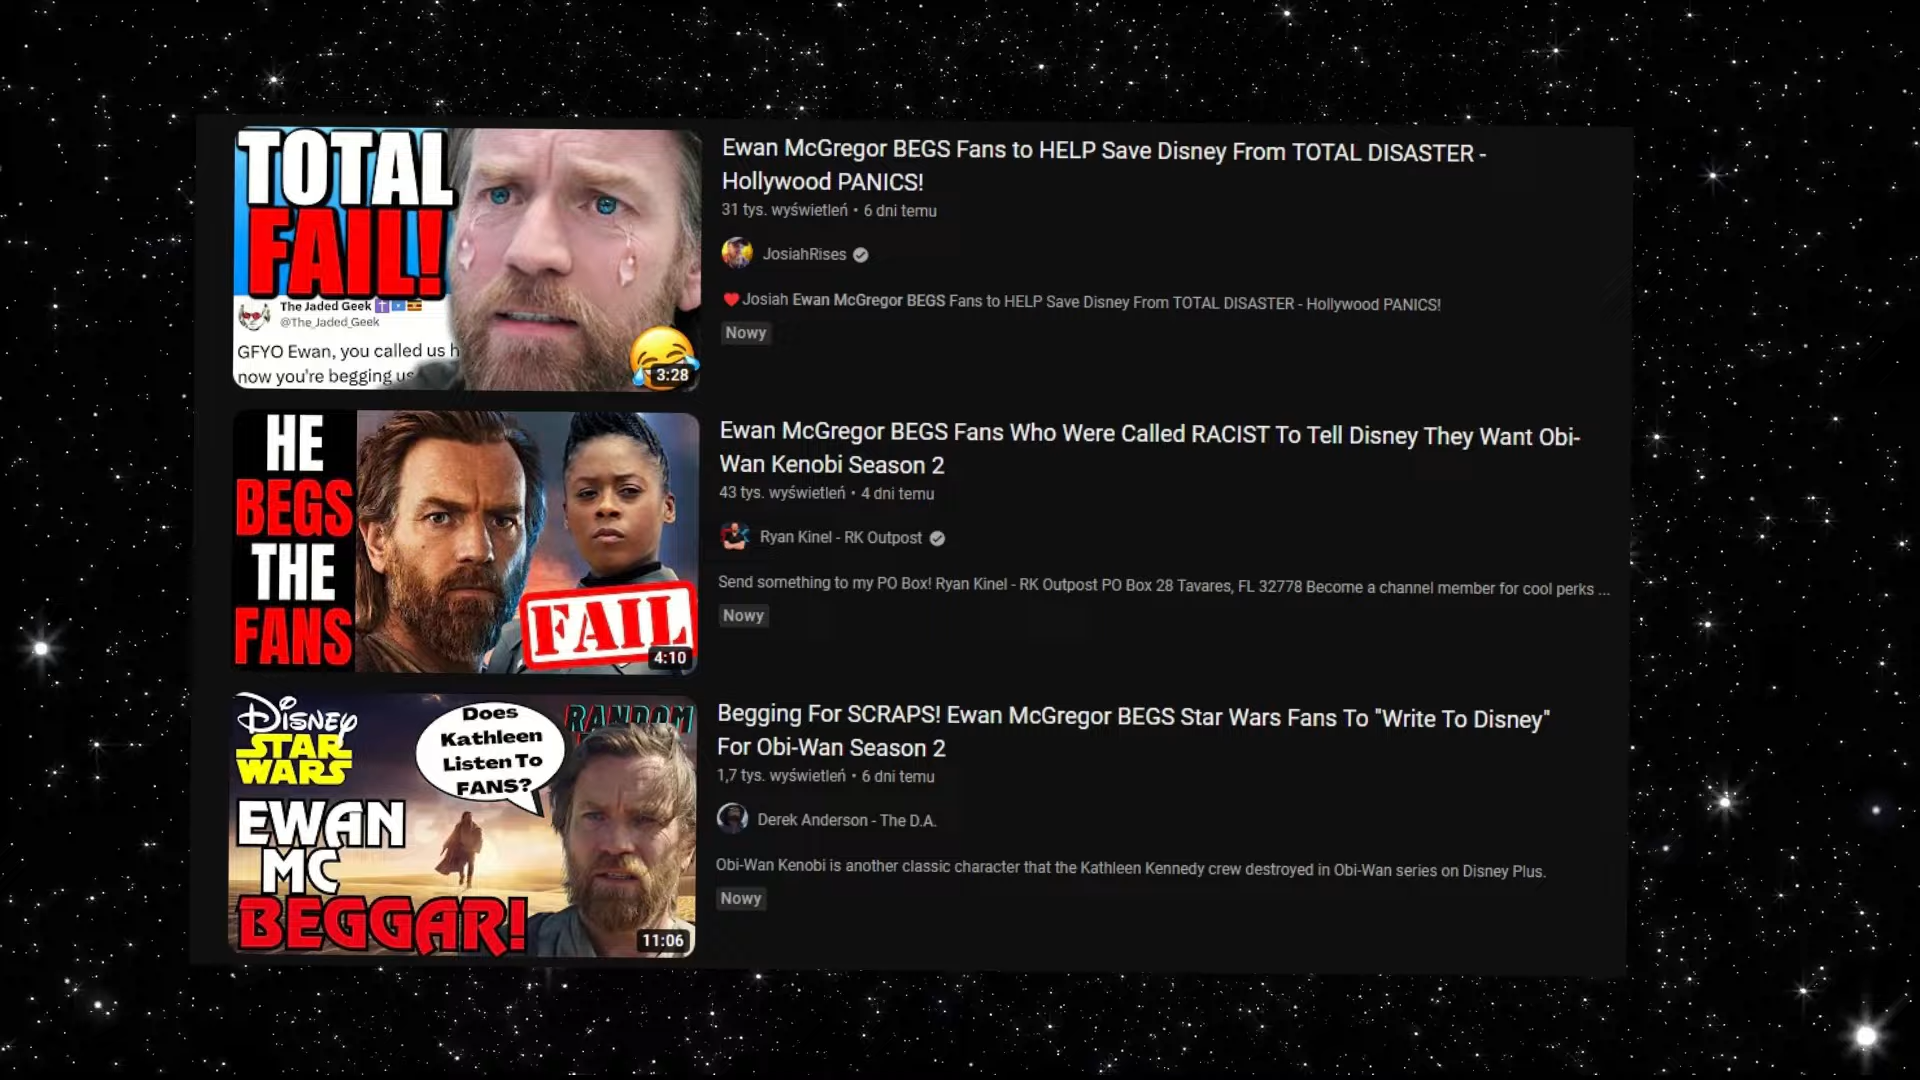 TOTAL
FAIL!
The Jaded Geek
@The_Jaded_Geek
GFYO Ewan, you called us h
now you're begging us
3:28
Ewan McGregor BEGS Fans to HELP Save Disney From TOTAL DISASTER -
Hollywood PANICS!
31 tys. wyświetleń • 6 dni temu
JosiahRises
Josiah Ewan McGregor BEGS Fans to HELP Save Disney From TOTAL DISASTER - Hollywood PANICS!
Nowy
HE
BEGS
THE
FANS
FAIL
4:10
Ewan McGregor BEGS Fans Who Were Called RACIST To Tell Disney They Want Obi-
Wan Kenobi Season 2
43 tys. wyświetleń • 4 dni temu
Ryan Kinel - RK Outpost
Send something to my PO Box! Ryan Kinel - RK Outpost PO Box 28 Tavares, FL 32778 Become a channel member for cool perks ...
Nowy
Disney
STAR
WARS
Does
Kathleen
Listen To
FANS?
RANDOM
EWAN
MC
BEGGAR!
11:06
Begging For SCRAPS! Ewan McGregor BEGS Star Wars Fans To "Write To Disney"
For Obi-Wan Season 2
1,7 tys. wyświetleń • 6 dni temu
Derek Anderson - The D.A.
Obi-Wan Kenobi is another classic character that the Kathleen Kennedy crew destroyed in Obi-Wan series on Disney Plus.
Nowy